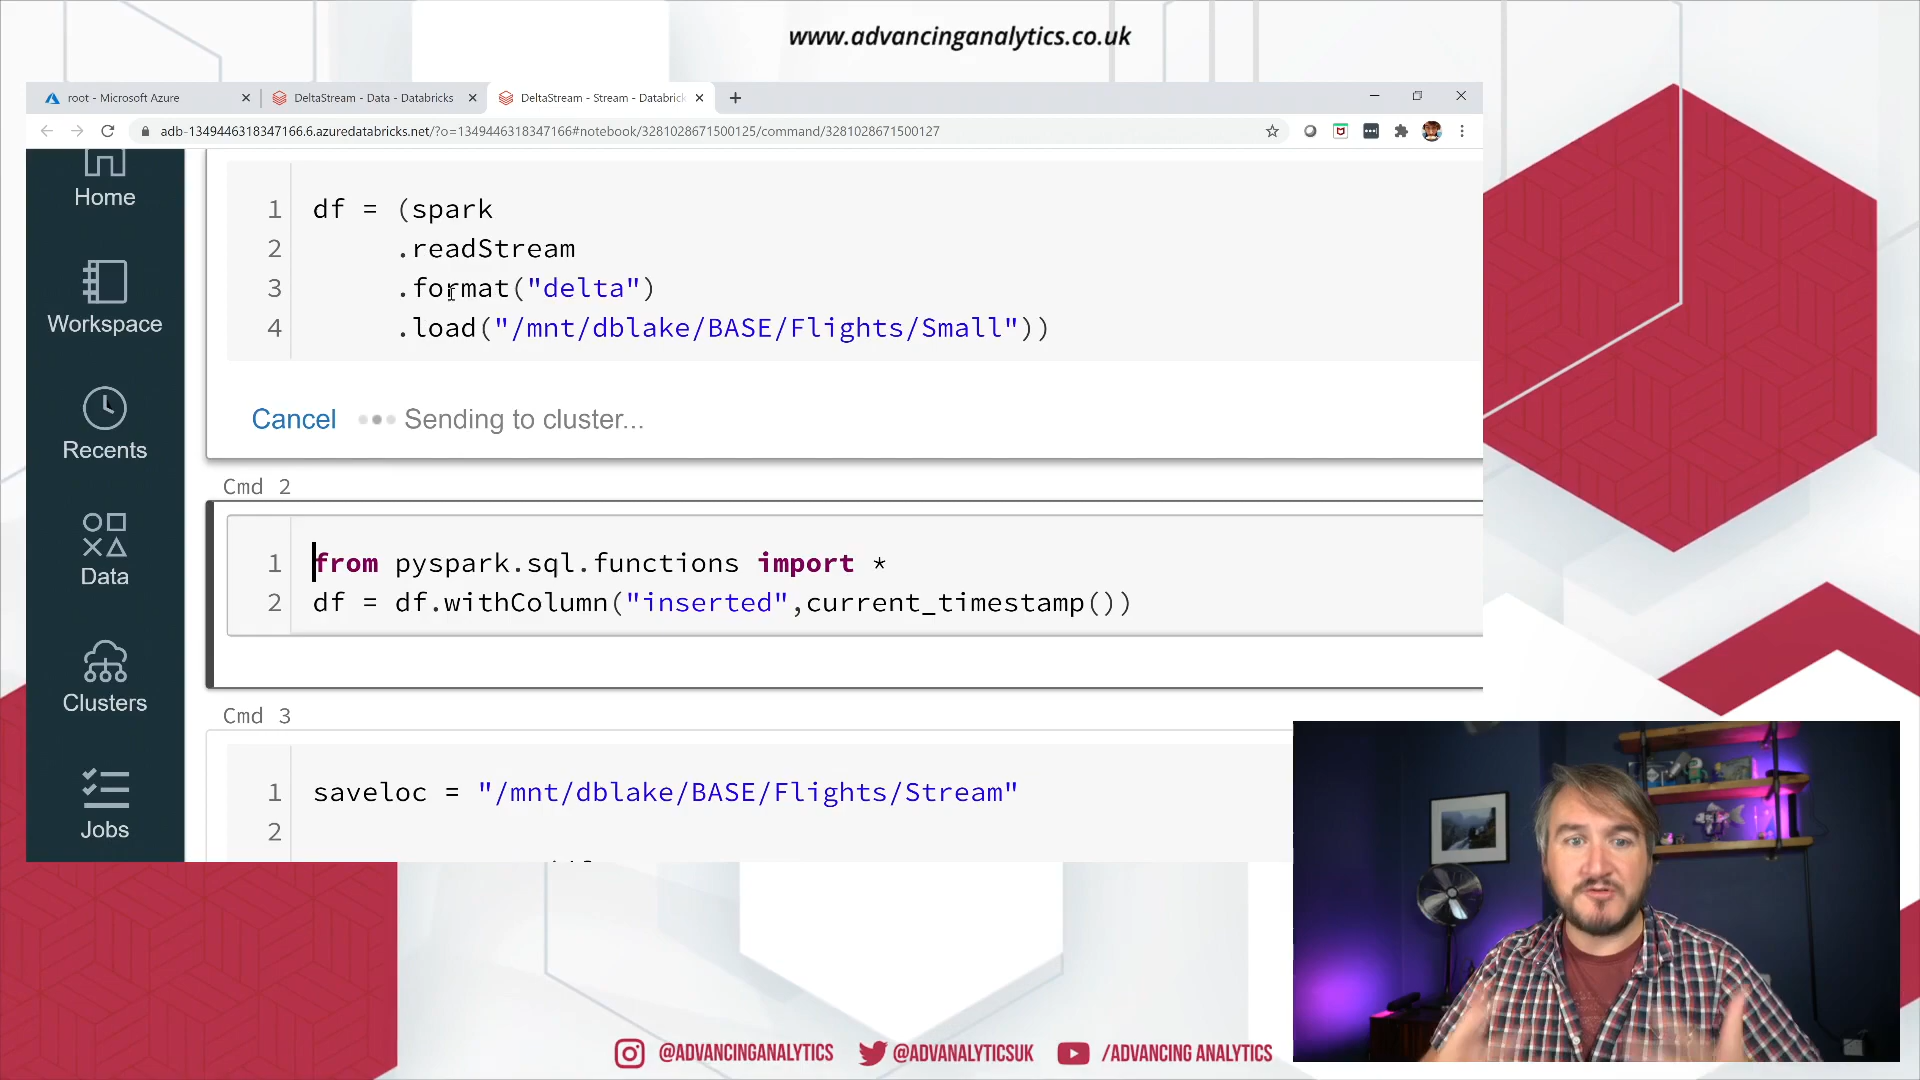 www.advancinganalytics.co.uk
root - Microsoft Azure
DeltaStream - Data - Databricks
DeltaStream - Stream - Databric
adb-1349446318347166.6.azuredatabricks.net/?o=1349446318347166#notebook/3281028671500125/command/3281028671500127
Home
Workspace
Recents
Data
Clusters
Jobs
1 df = (spark
2 .readStream
3 .format("delta")
4 .load("/mnt/dblake/BASE/Flights/Small"))
Cancel Sending to cluster...
Cmd 2
1 from pyspark.sql.functions import *
2 df = df.withColumn("inserted",current_timestamp())
Cmd 3
1 saveloc = "/mnt/dblake/BASE/Flights/Stream"
2
@ADVANCINGANALYTICS @ADVANALYTICSUK /ADVANCING ANALYTICS